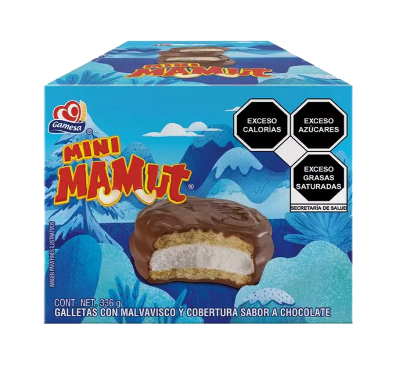 MAMUT
Gamesa
MINI
MAMUT
EXCESO
CALORÍAS
EXCESO
AZÚCARES
EXCESO
GRASAS
SATURADAS
SECRETARÍA DE SALUD
CONT. NET. 336 g
GALLETAS CON MALVAVISCO Y COBERTURA SABOR A CHOCOLATE